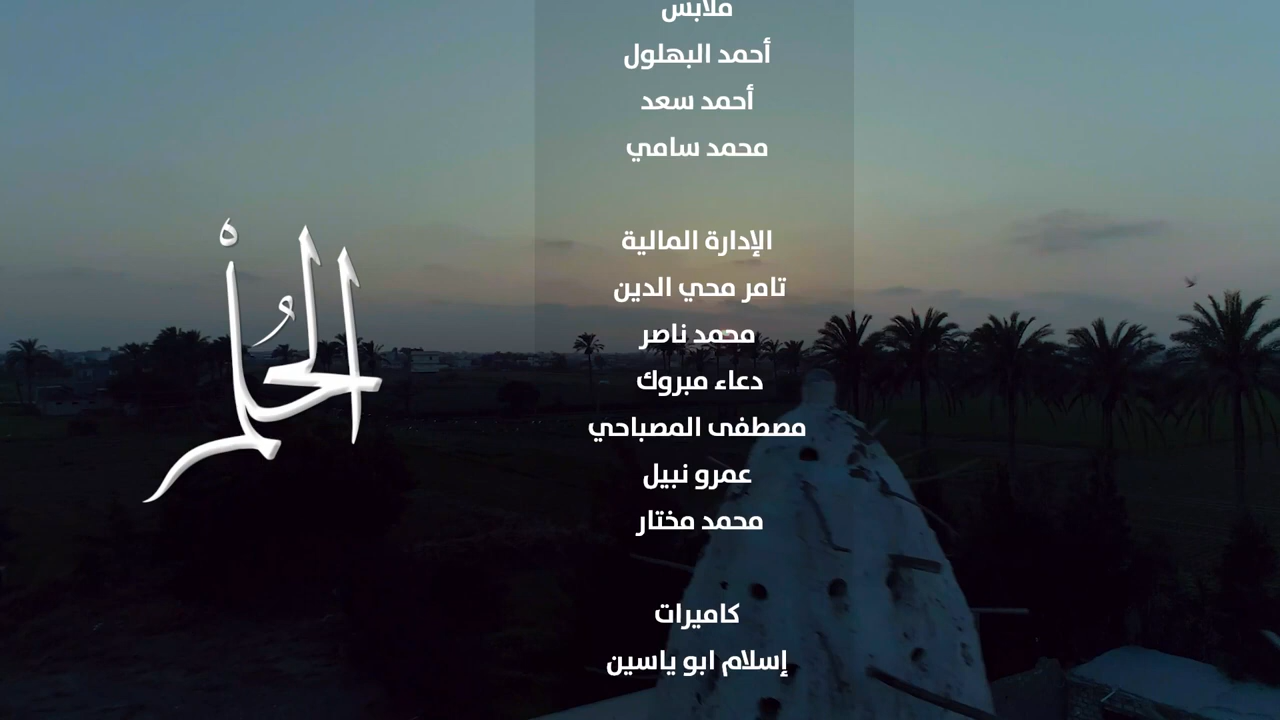 ملابس
أحمد البهلول
أحمد سعد
محمد سامي
الإدارة المالية
تامر محي الدين
محمد ناصر
دعاء مبروك
مصطفى المصباحي
عمرو نبيل
محمد مختار
كاميرات
إسلام ابو ياسين
الحُلْم